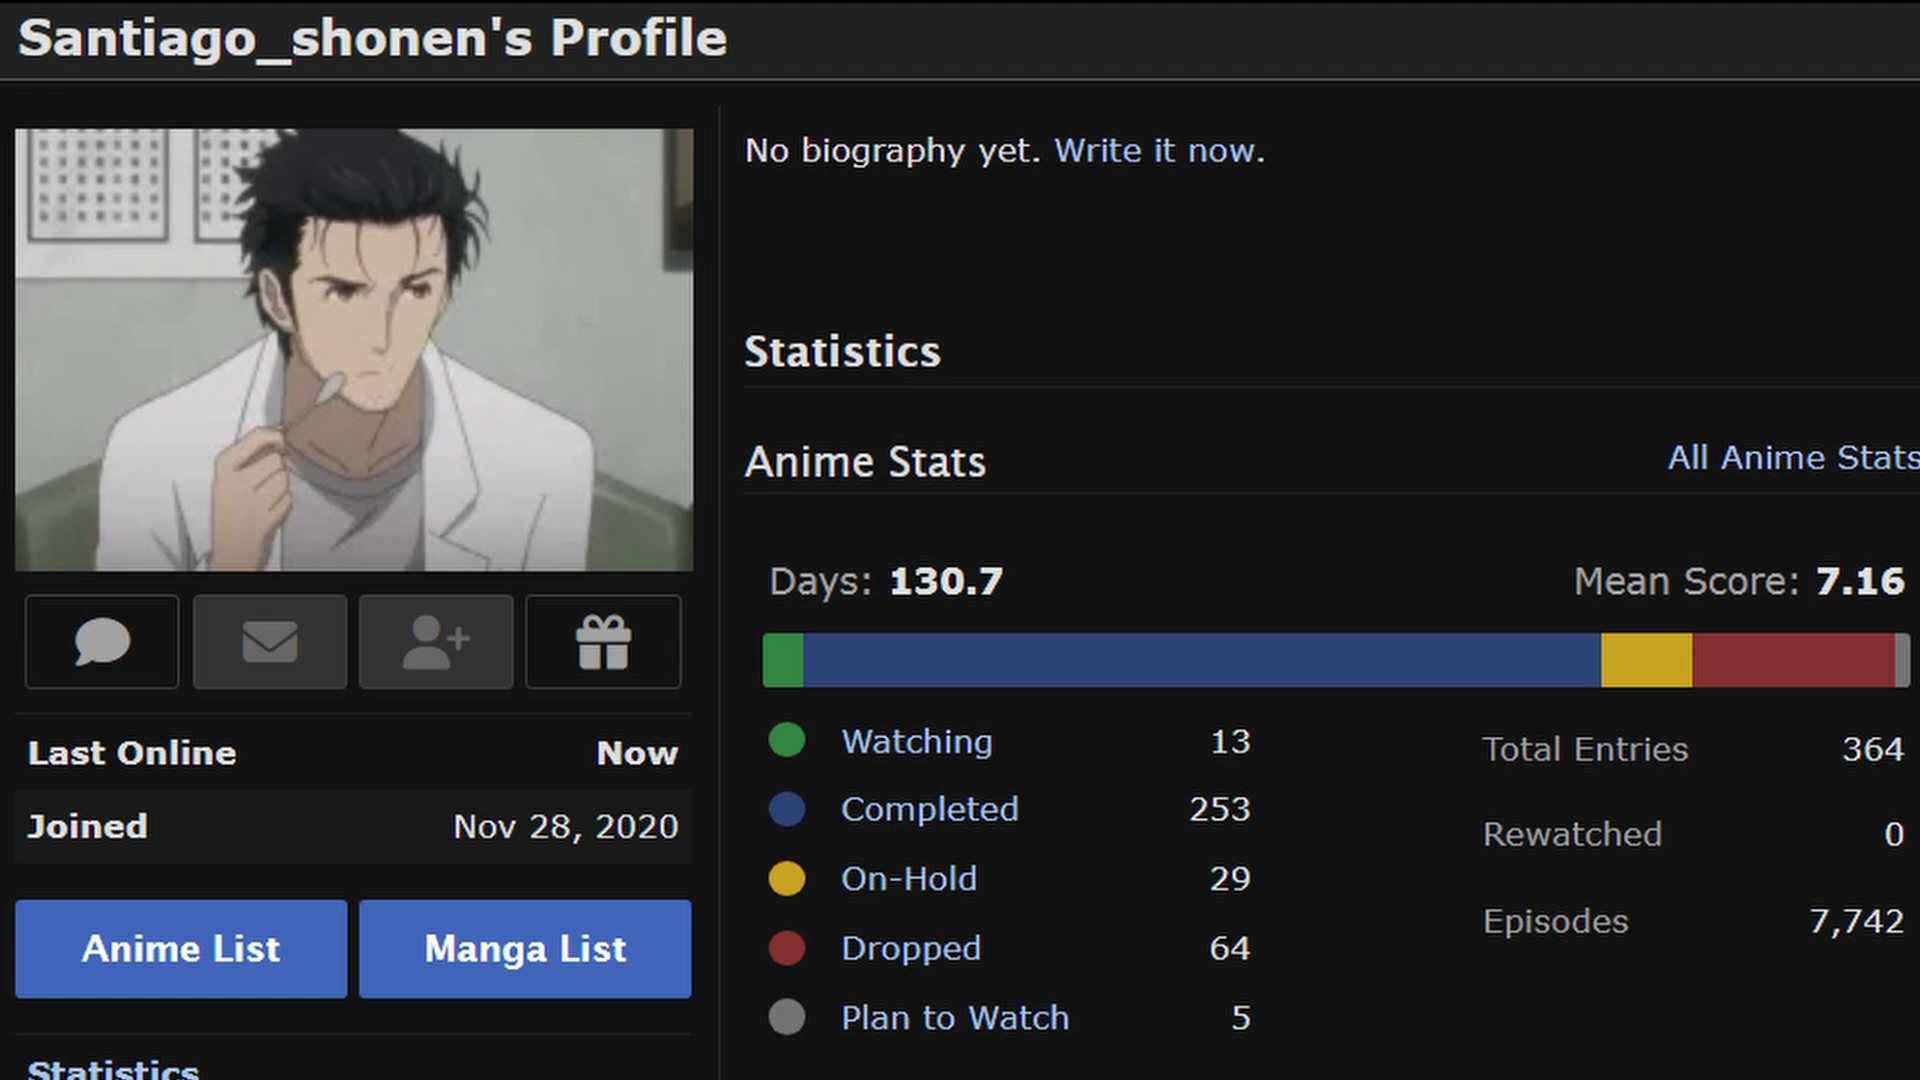 Santiago_shonen's Profile
No biography yet. Write it now.
Statistics
Anime Stats
All Anime Stats
Days: 130.7
Mean Score: 7.16
Watching 13
Completed 253
On-Hold 29
Dropped 64
Plan to Watch 5
Total Entries 364
Rewatched 0
Episodes 7,742
Last Online Now
Joined Nov 28, 2020
Anime List
Manga List
Statistics